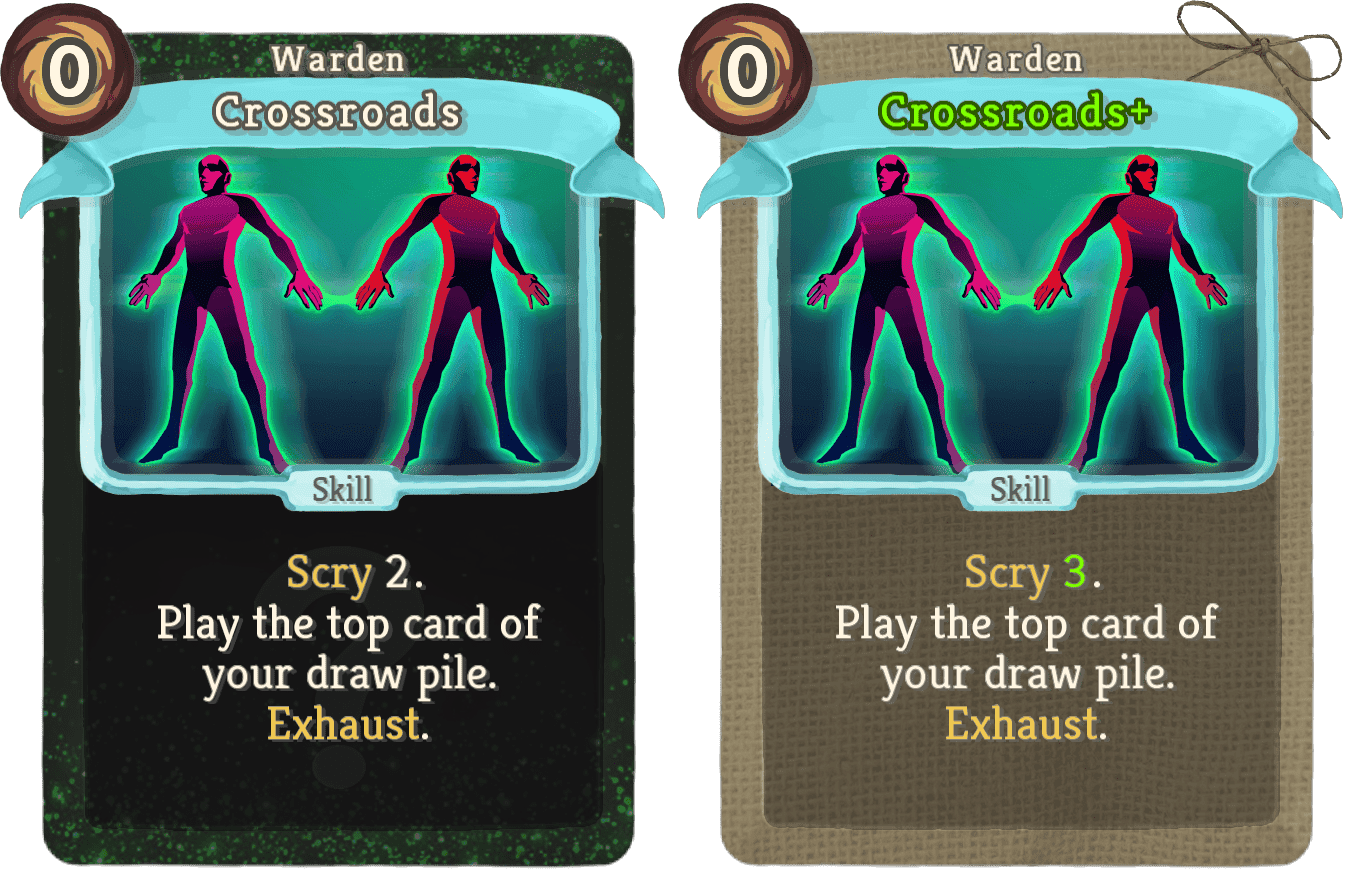 0
Warden
Crossroads
Skill
Scry 2.
Play the top card of
your draw pile.
Exhaust.
0
Warden
Crossroads+
Skill
Scry 3.
Play the top card of
your draw pile.
Exhaust.